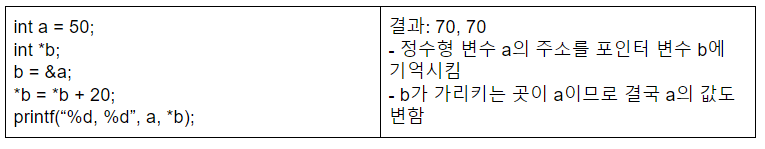 int a = 50;
int *b;
b = &a;
*b = *b + 20;
printf(“%d, %d”, a, *b);
결과: 70, 70
- 정수형 변수 a의 주소를 포인터 변수 b에
기억시킴
- b가 가리키는 곳이 a이므로 결국 a의 값도
변함